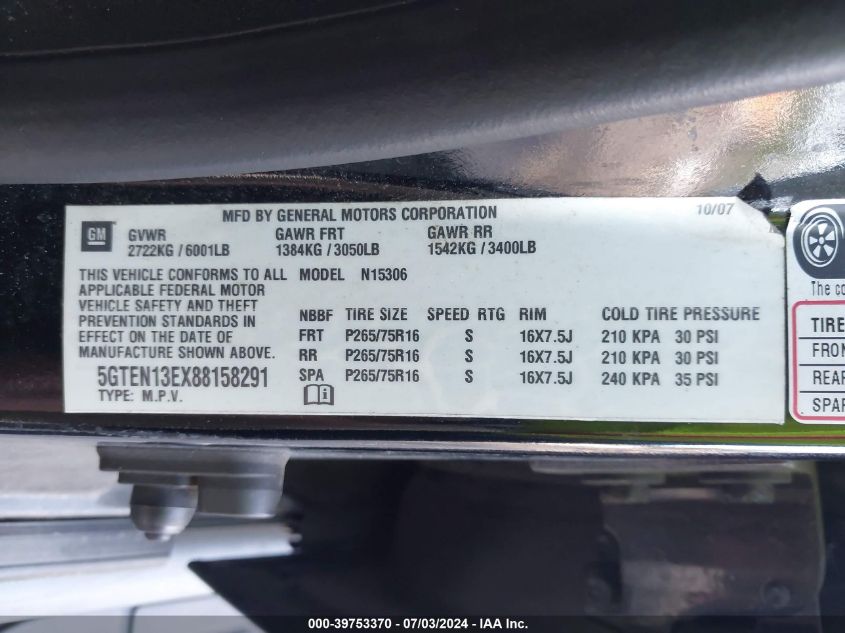 MFD BY GENERAL MOTORS CORPORATION 10/07
GM
GVWR GAWR FRT GAWR RR
2722KG / 6001LB 1384KG / 3050LB 1542KG / 3400LB
THIS VEHICLE CONFORMS TO ALL
APPLICABLE FEDERAL MOTOR
VEHICLE SAFETY AND THEFT
PREVENTION STANDARDS IN
EFFECT ON THE DATE OF
MANUFACTURE SHOWN ABOVE.
5GTEN13EX88158291
TYPE: M.P.V.
MODEL N15306
NBBF TIRE SIZE SPEED RTG RIM COLD TIRE PRESSURE
FRT P265/75R16 S 16X7.5J 210 KPA 30 PSI
RR P265/75R16 S 16X7.5J 210 KPA 30 PSI
SPA P265/75R16 S 16X7.5J 240 KPA 35 PSI
The co
TIRE
FRON
REAR
SPAR
000-39753370 - 07/03/2024 - IAA Inc.